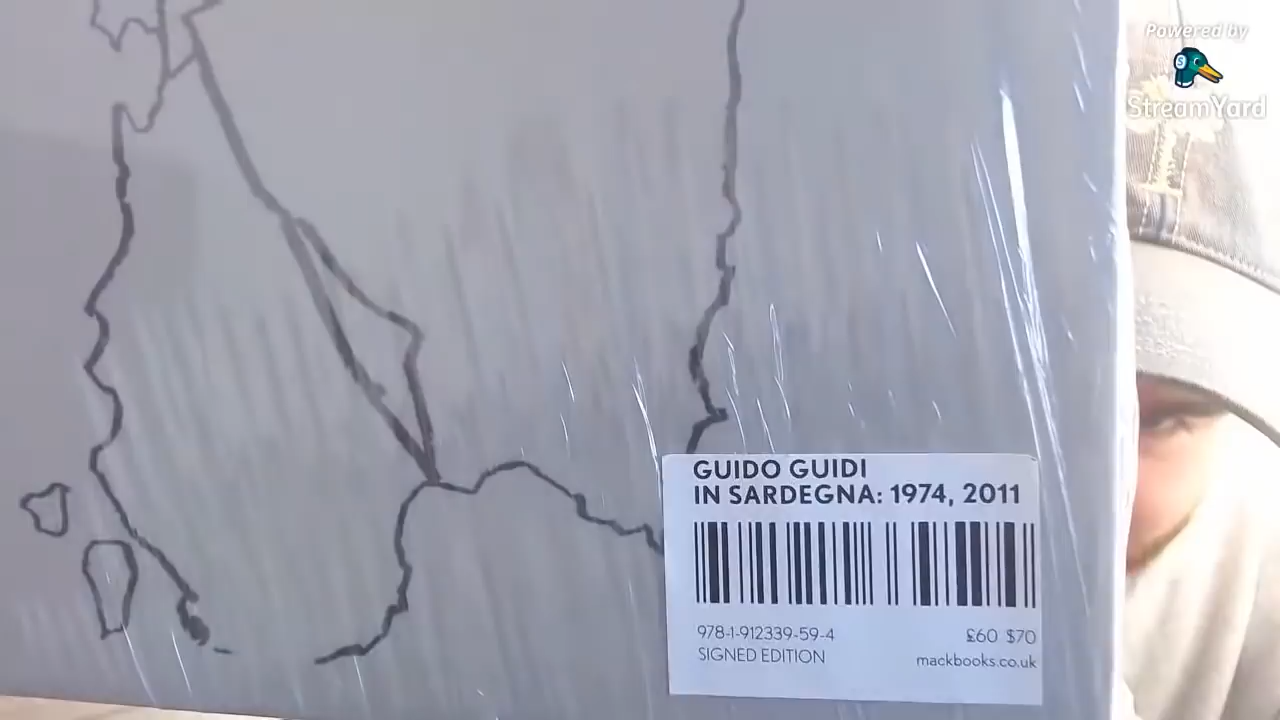 Powered by
StreamYard
GUIDO GUIDI
IN SARDEGNA: 1974, 2011
978-1-912339-59-4
£60 $70
SIGNED EDITION
mackbooks.co.uk